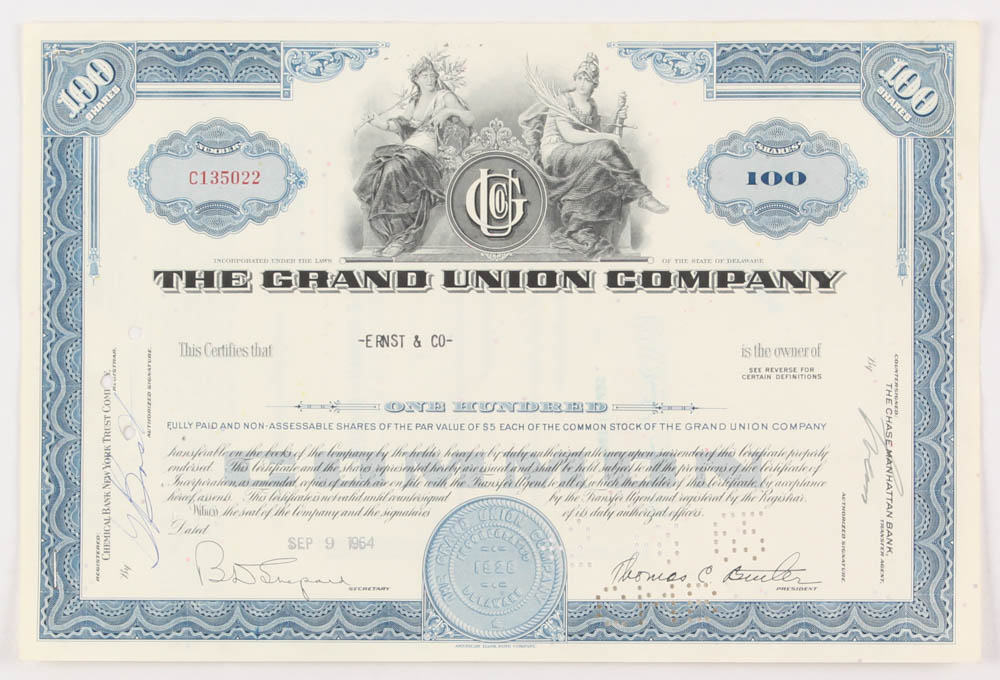 100 SHARES
100 SHARES
NUMBER
C135022
SHARES
100
INCORPORATED UNDER THE LAWS OF THE STATE OF DELAWARE
THE GRAND UNION COMPANY
This Certifies that -ERNST & CO- is the owner of
SEE REVERSE FOR
CERTAIN DEFINITIONS
ONE HUNDRED
FULLY PAID AND NON-ASSESSABLE SHARES OF THE PAR VALUE OF $5 EACH OF THE COMMON STOCK OF THE GRAND UNION COMPANY
transferable on the books of the Company by the holder hereof or by duly authorized attorney upon surrender of this Certificate properly
endorsed. This Certificate and the shares represented hereby are issued and shall be held subject to all the provisions of the Certificate of
Incorporation, as amended, copies of which are on file with the Transfer Agent, to all of which the holder of this Certificate by acceptance
hereof, assents. This Certificate is not valid until countersigned by the Transfer Agent and registered by the Registrar.
Witness the seal of the Company and the signatures of its duly authorized officers.
Dated
SEP 9 1964
SECRETARY
THE GRAND UNION COMPANY
INCORPORATED
1928
DELAWARE
Thomas C Butler
PRESIDENT
REGISTERED:
CHEMICAL BANK NEW YORK TRUST COMPANY,
REGISTRAR.
By
AUTHORIZED SIGNATURE.
COUNTERSIGNED:
THE CHASE MANHATTAN BANK,
TRANSFER AGENT,
By
AUTHORIZED SIGNATURE.
AMERICAN BANK NOTE COMPANY.